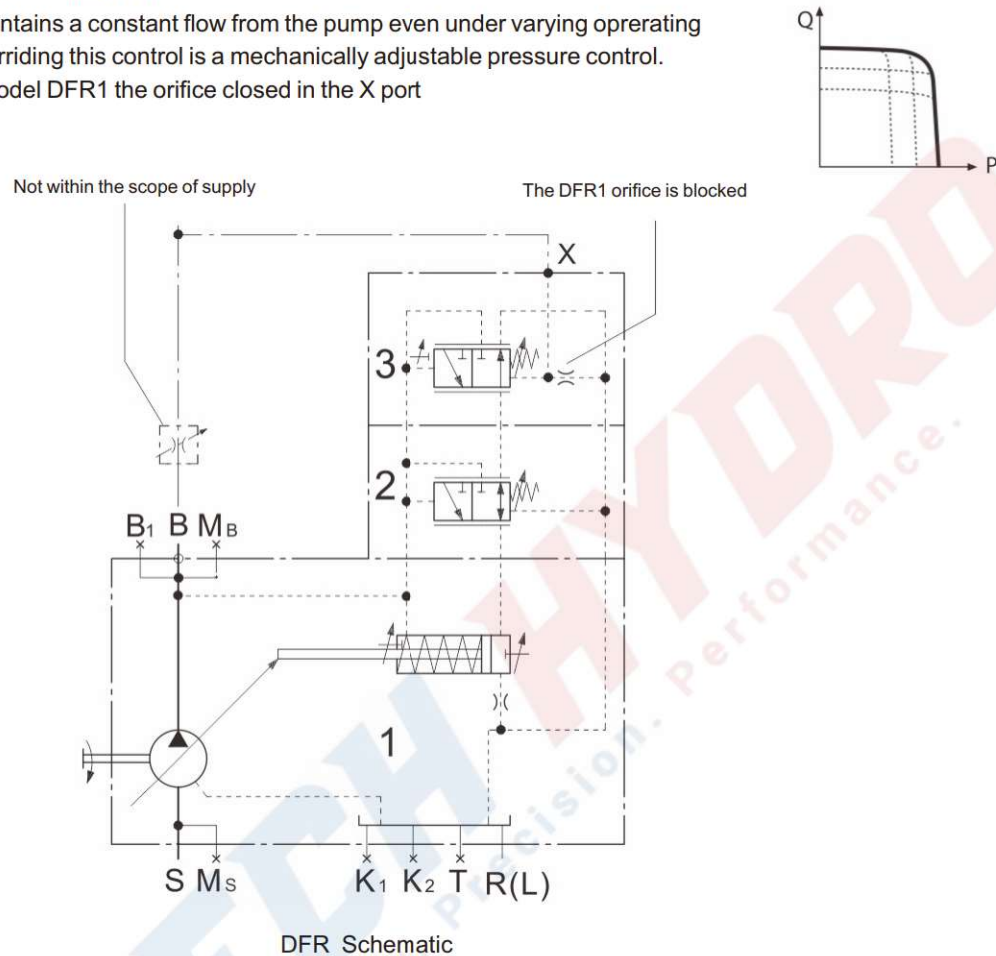 ntains a constant flow from the pump even under varying oprerating
rriding this control is a mechanically adjustable pressure control.
odel DFR1 the orifice closed in the X port
Q
P
Not within the scope of supply
The DFR1 orifice is blocked
X
3
2
B1 B MB
1
S MS
K1 K2 T R(L)
DFR Schematic
ECH HYDRO
Precision. Performance.